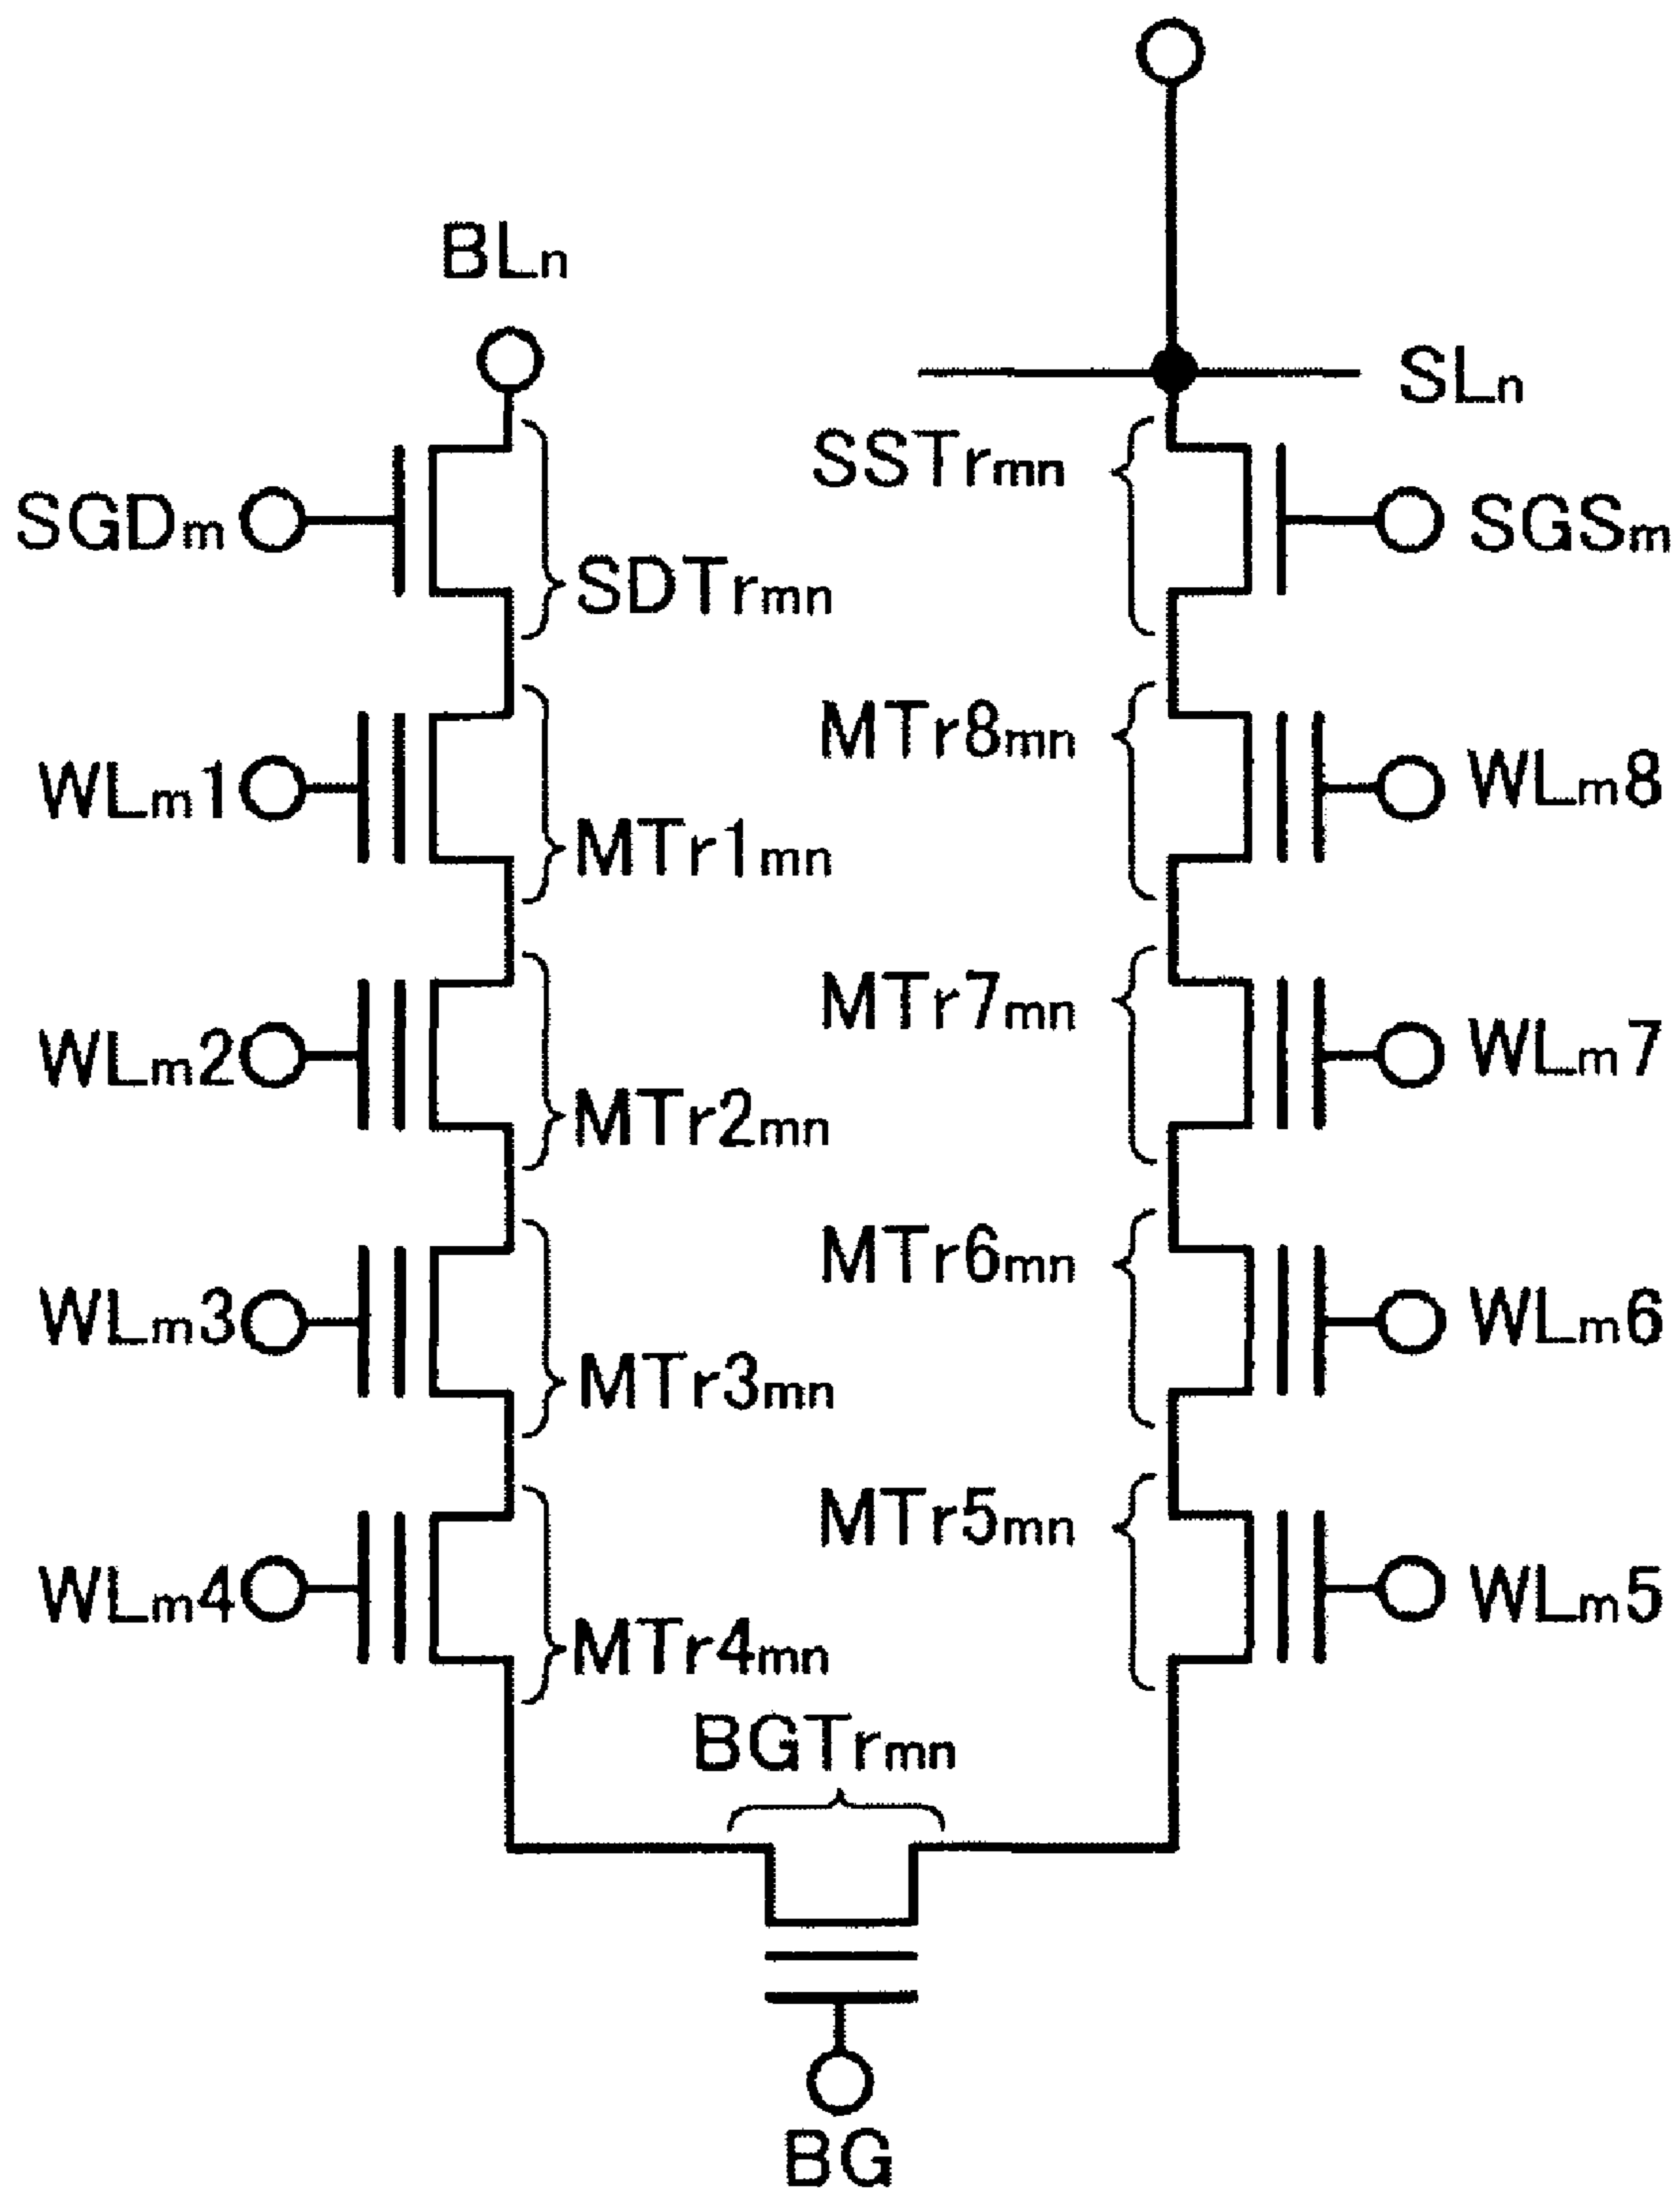 BLn
SLn
SSTrmn
SGDm
SGSm
SDTrmn
MTr8mn
WLm1
WLm8
MTr1mn
MTr7mn
WLm2
WLm7
MTr2mn
MTr6mn
WLm3
WLm6
MTr3mn
MTr5mn
WLm4
WLm5
MTr4mn
BGTrmn
BG